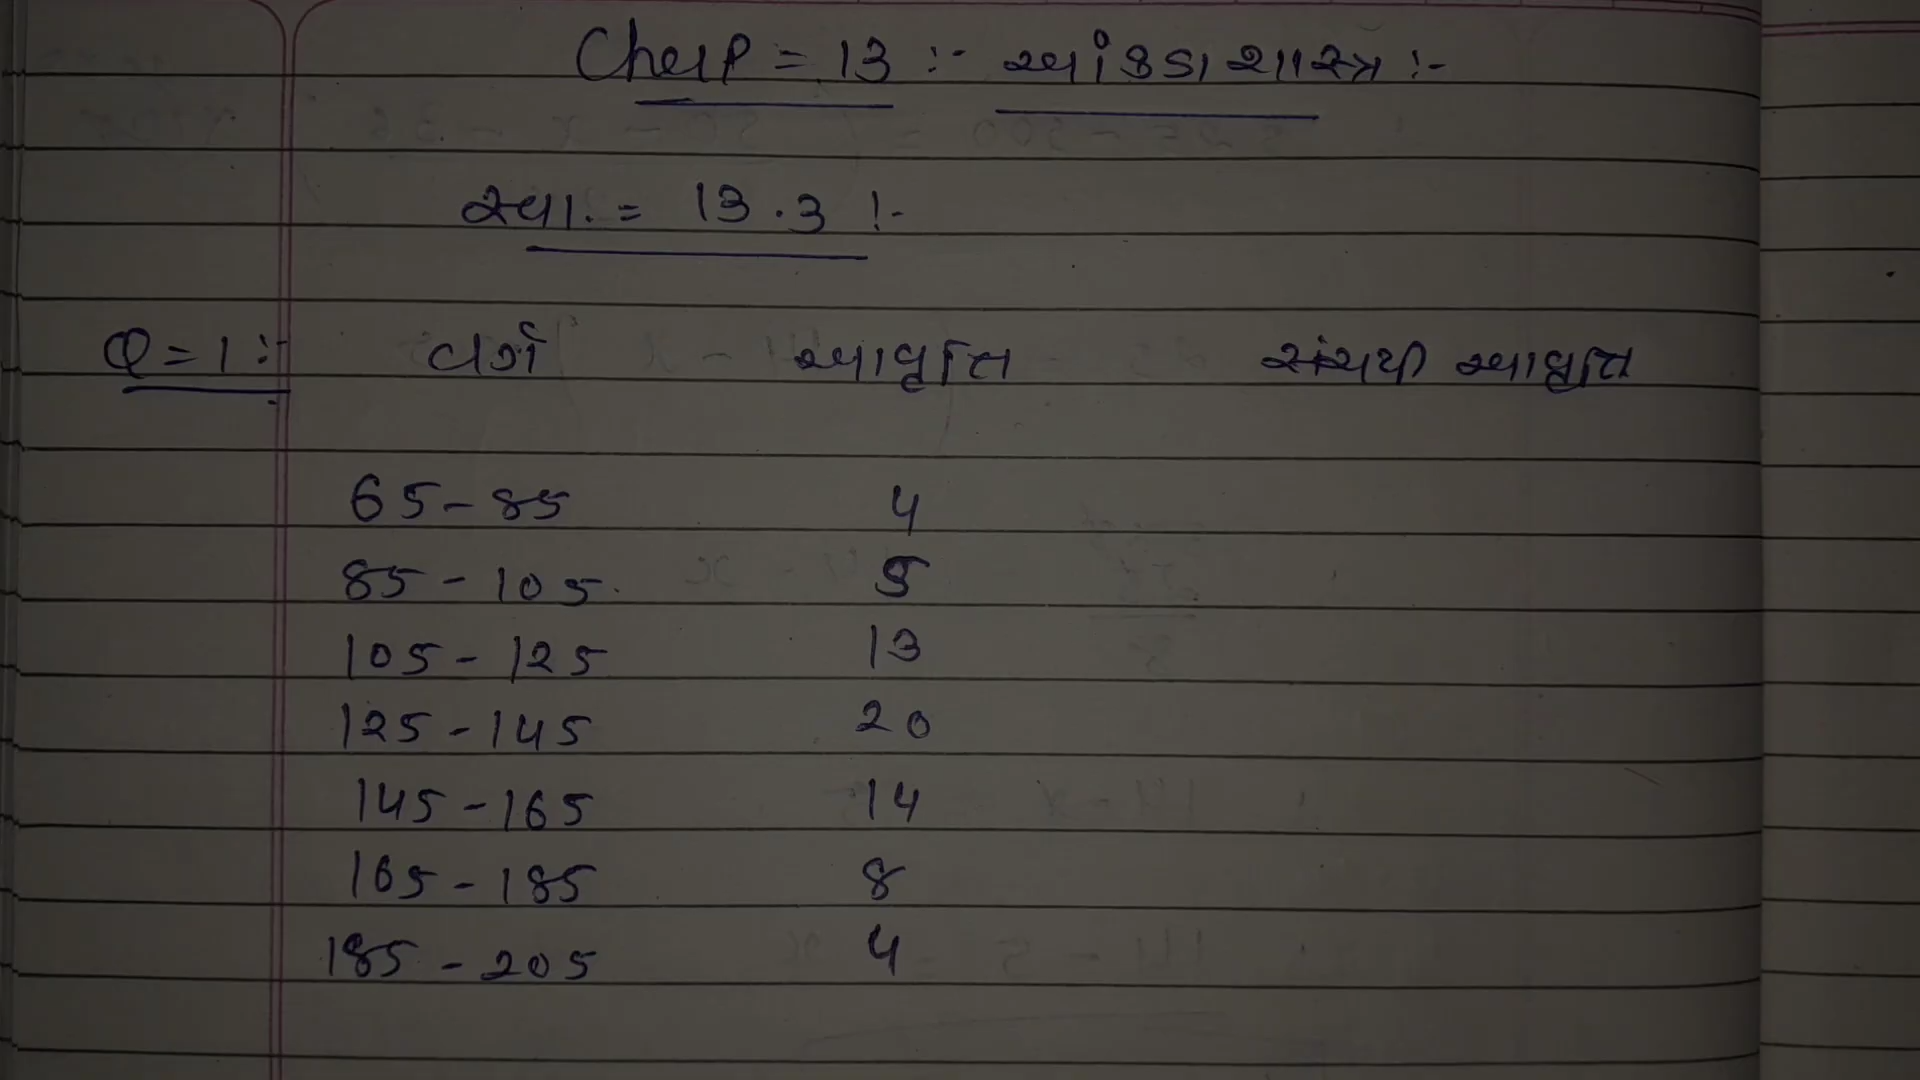 Chap = 13 :- આંકડાશાસ્ત્ર :-
સ્વા. = 13.3 :-
Q = 1 :- વર્ગ આવૃત્તિ સંચયી આવૃત્તિ
65 - 85 4
85 - 105 5
105 - 125 13
125 - 145 20
145 - 165 14
165 - 185 8
185 - 205 4